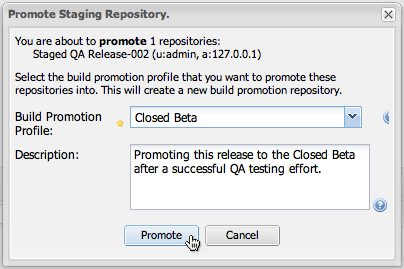 Promote Staging Repository.
You are about to promote 1 repositories:
Staged QA Release-002 (u:admin, a:127.0.0.1)
Select the build promotion profile that you want to promote these
repositories into. This will create a new build promotion repository.
Build Promotion
Profile:
Closed Beta
Description:
Promoting this release to the Closed Beta
after a successful QA testing effort.
Promote
Cancel